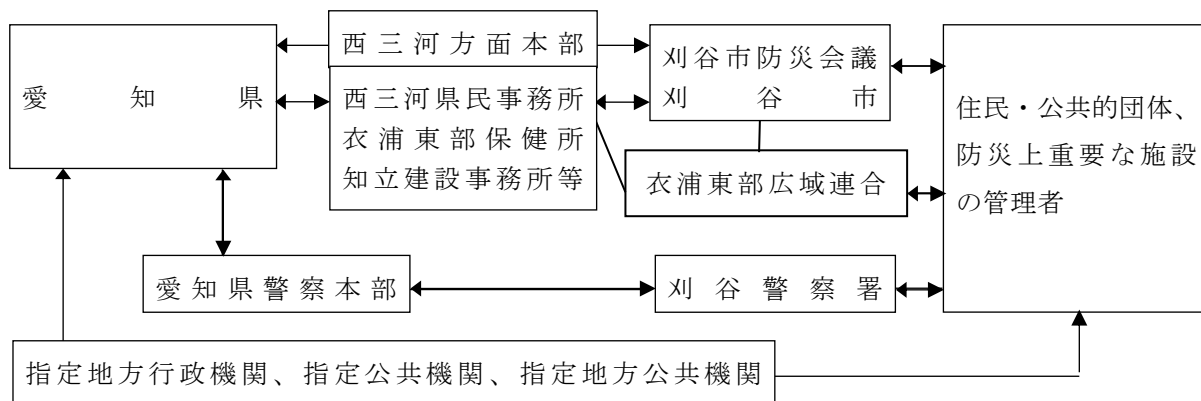 愛知県
西三河方面本部
西三河県民事務所
衣浦東部保健所
知立建設事務所等
刈谷市防災会議
刈谷市
衣浦東部広域連合
住民・公共的団体、
防災上重要な施設
の管理者
愛知県警察本部
刈谷警察署
指定地方行政機関、指定公共機関、指定地方公共機関